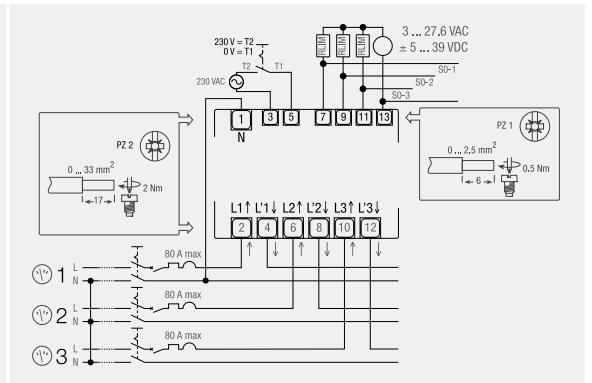 230 V = T2
0 V = T1
T2 T1
230 VAC
RLIM RLIM RLIM
3 ... 27.6 VAC
± 5 ... 39 VDC
S0-1
S0-2
S0-3
1 3 5 7 9 11 13
N
PZ 2
0 ... 33 mm²
2 Nm
17
PZ 1
0 ... 2,5 mm²
0.5 Nm
6
L1↑ L'1↓ L2↑ L'2↓ L3↑ L'3↓
2 4 6 8 10 12
80 A max
1 L
N
80 A max
2 L
N
80 A max
3 L
N